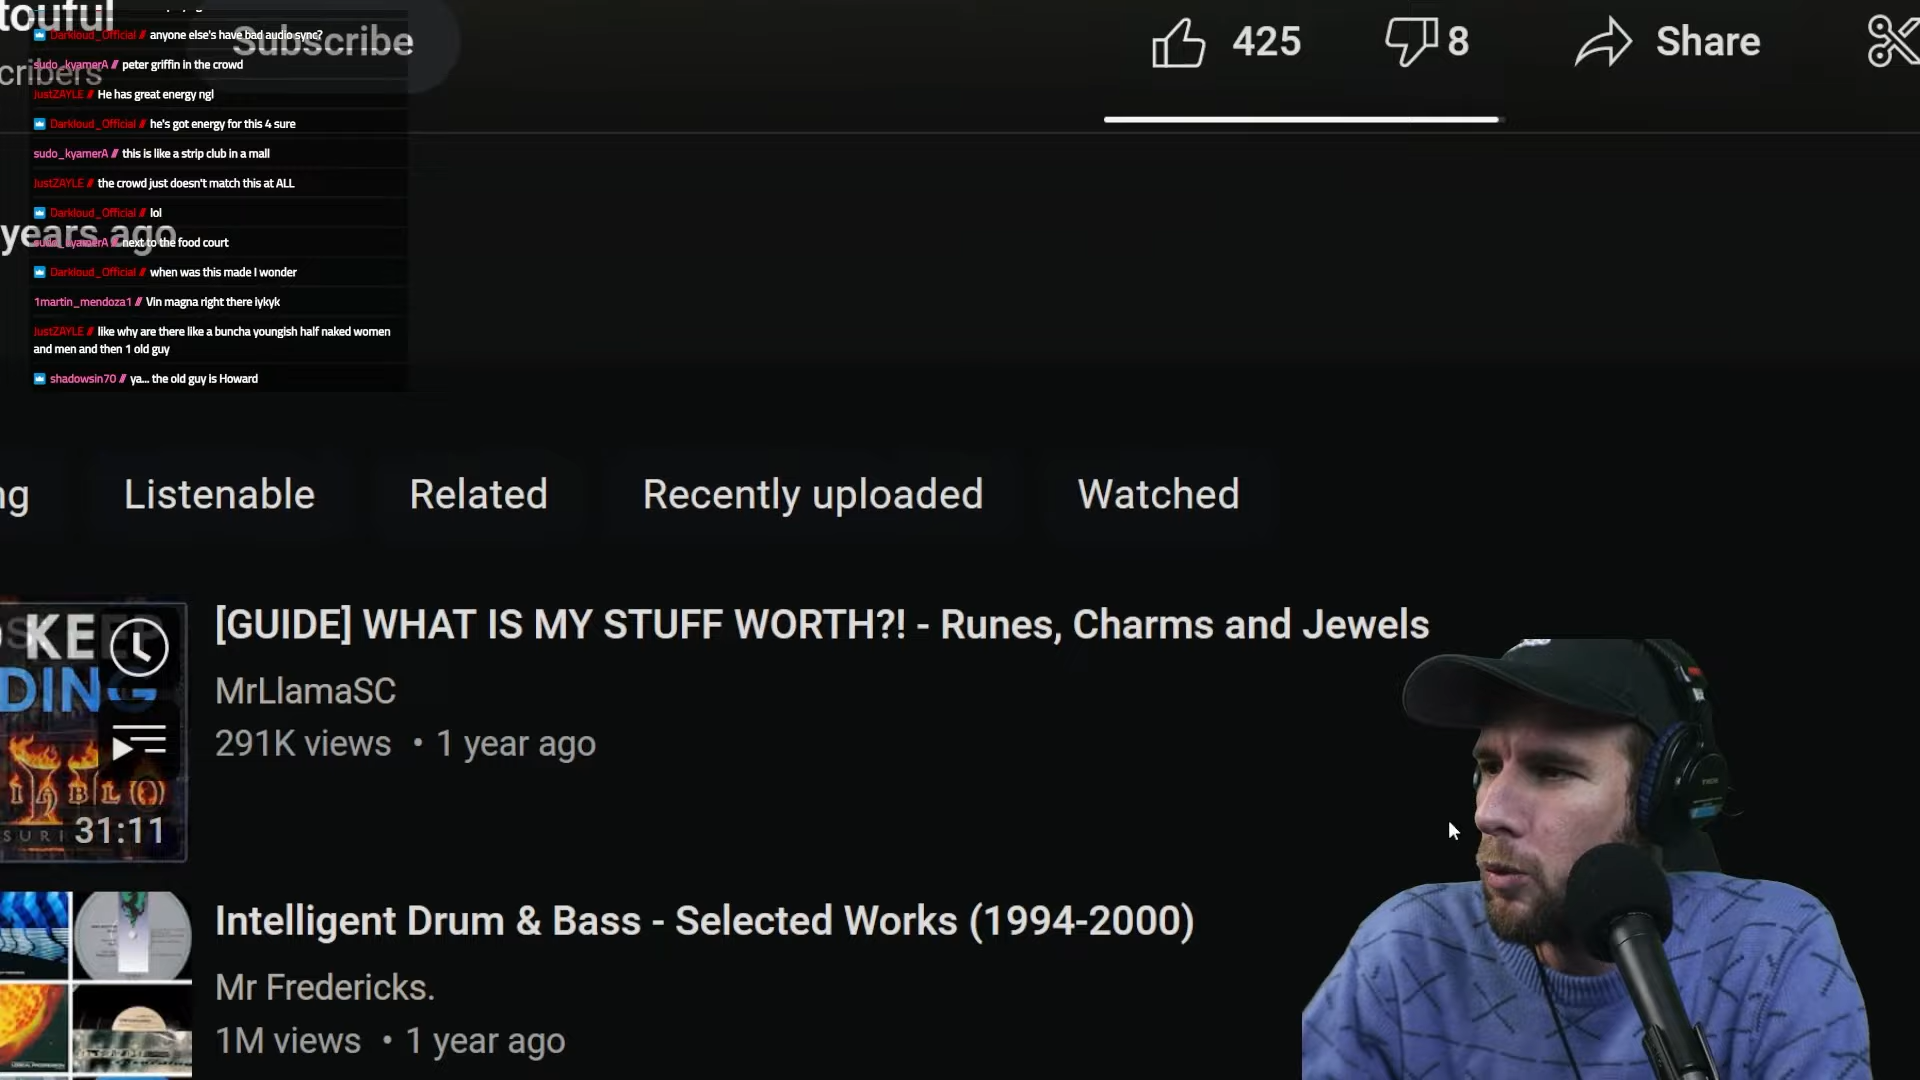 touful
Subscribe
425
8
Share
cribers
Darkloud_Official // anyone else's have bad audio sync?
sudo_kyamerA // peter griffin in the crowd
JustZAYLE // He has great energy ngl
Darkloud_Official // he's got energy for this 4 sure
sudo_kyamerA // this is like a strip club in a mall
JustZAYLE // the crowd just doesn't match this at ALL
Darkloud_Official // lol
years ago
sudo_kyamerA // next to the food court
Darkloud_Official // when was this made I wonder
1martin_mendoza1 // Vin magna right there iykyk
JustZAYLE // like why are there like a buncha youngish half naked women
and men and then 1 old guy
shadowsin70 // ya... the old guy is Howard
ng
Listenable
Related
Recently uploaded
Watched
KE
DING
31:11
[GUIDE] WHAT IS MY STUFF WORTH?! - Runes, Charms and Jewels
MrLlamaSC
291K views • 1 year ago
Intelligent Drum & Bass - Selected Works (1994-2000)
Mr Fredericks.
1M views • 1 year ago